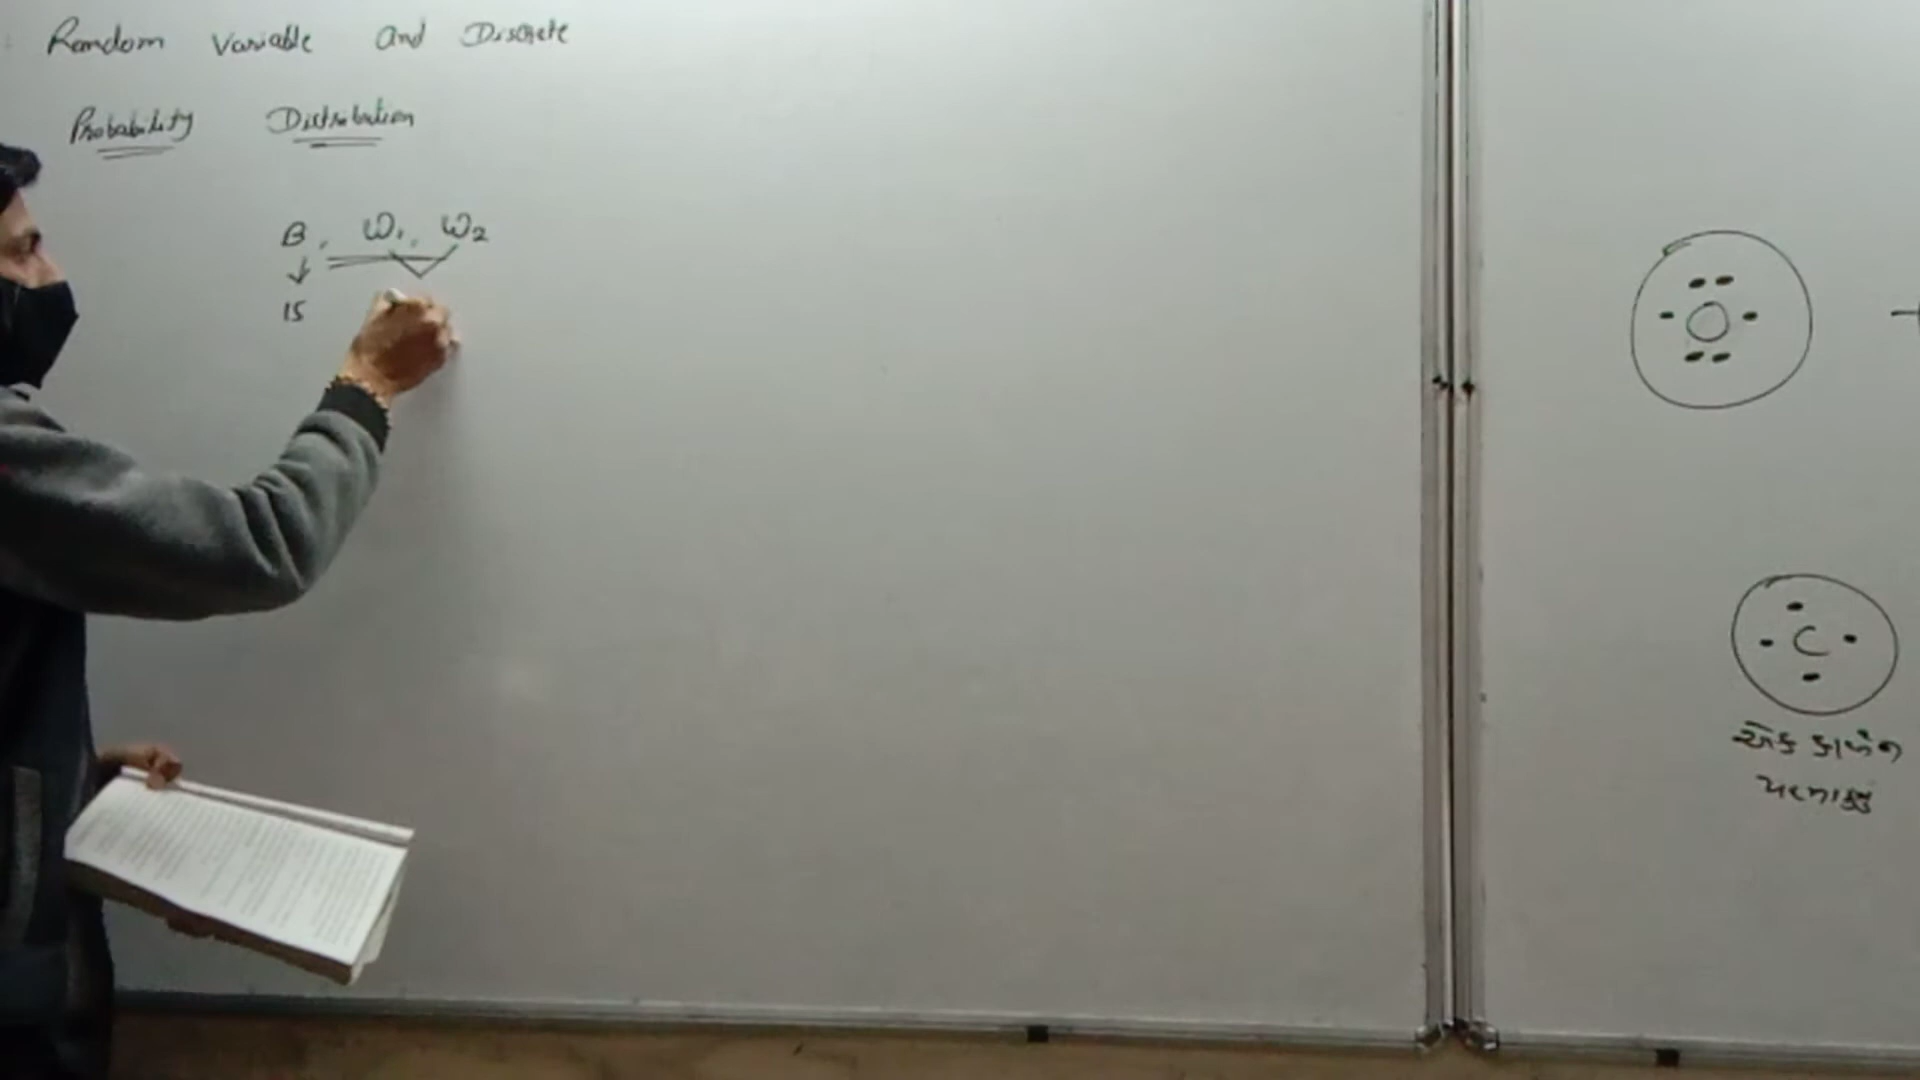 Random Variable and Discrete
Probability Distribution
B, W1, W2
15
C
એક કાર્બન
પરમાણુ